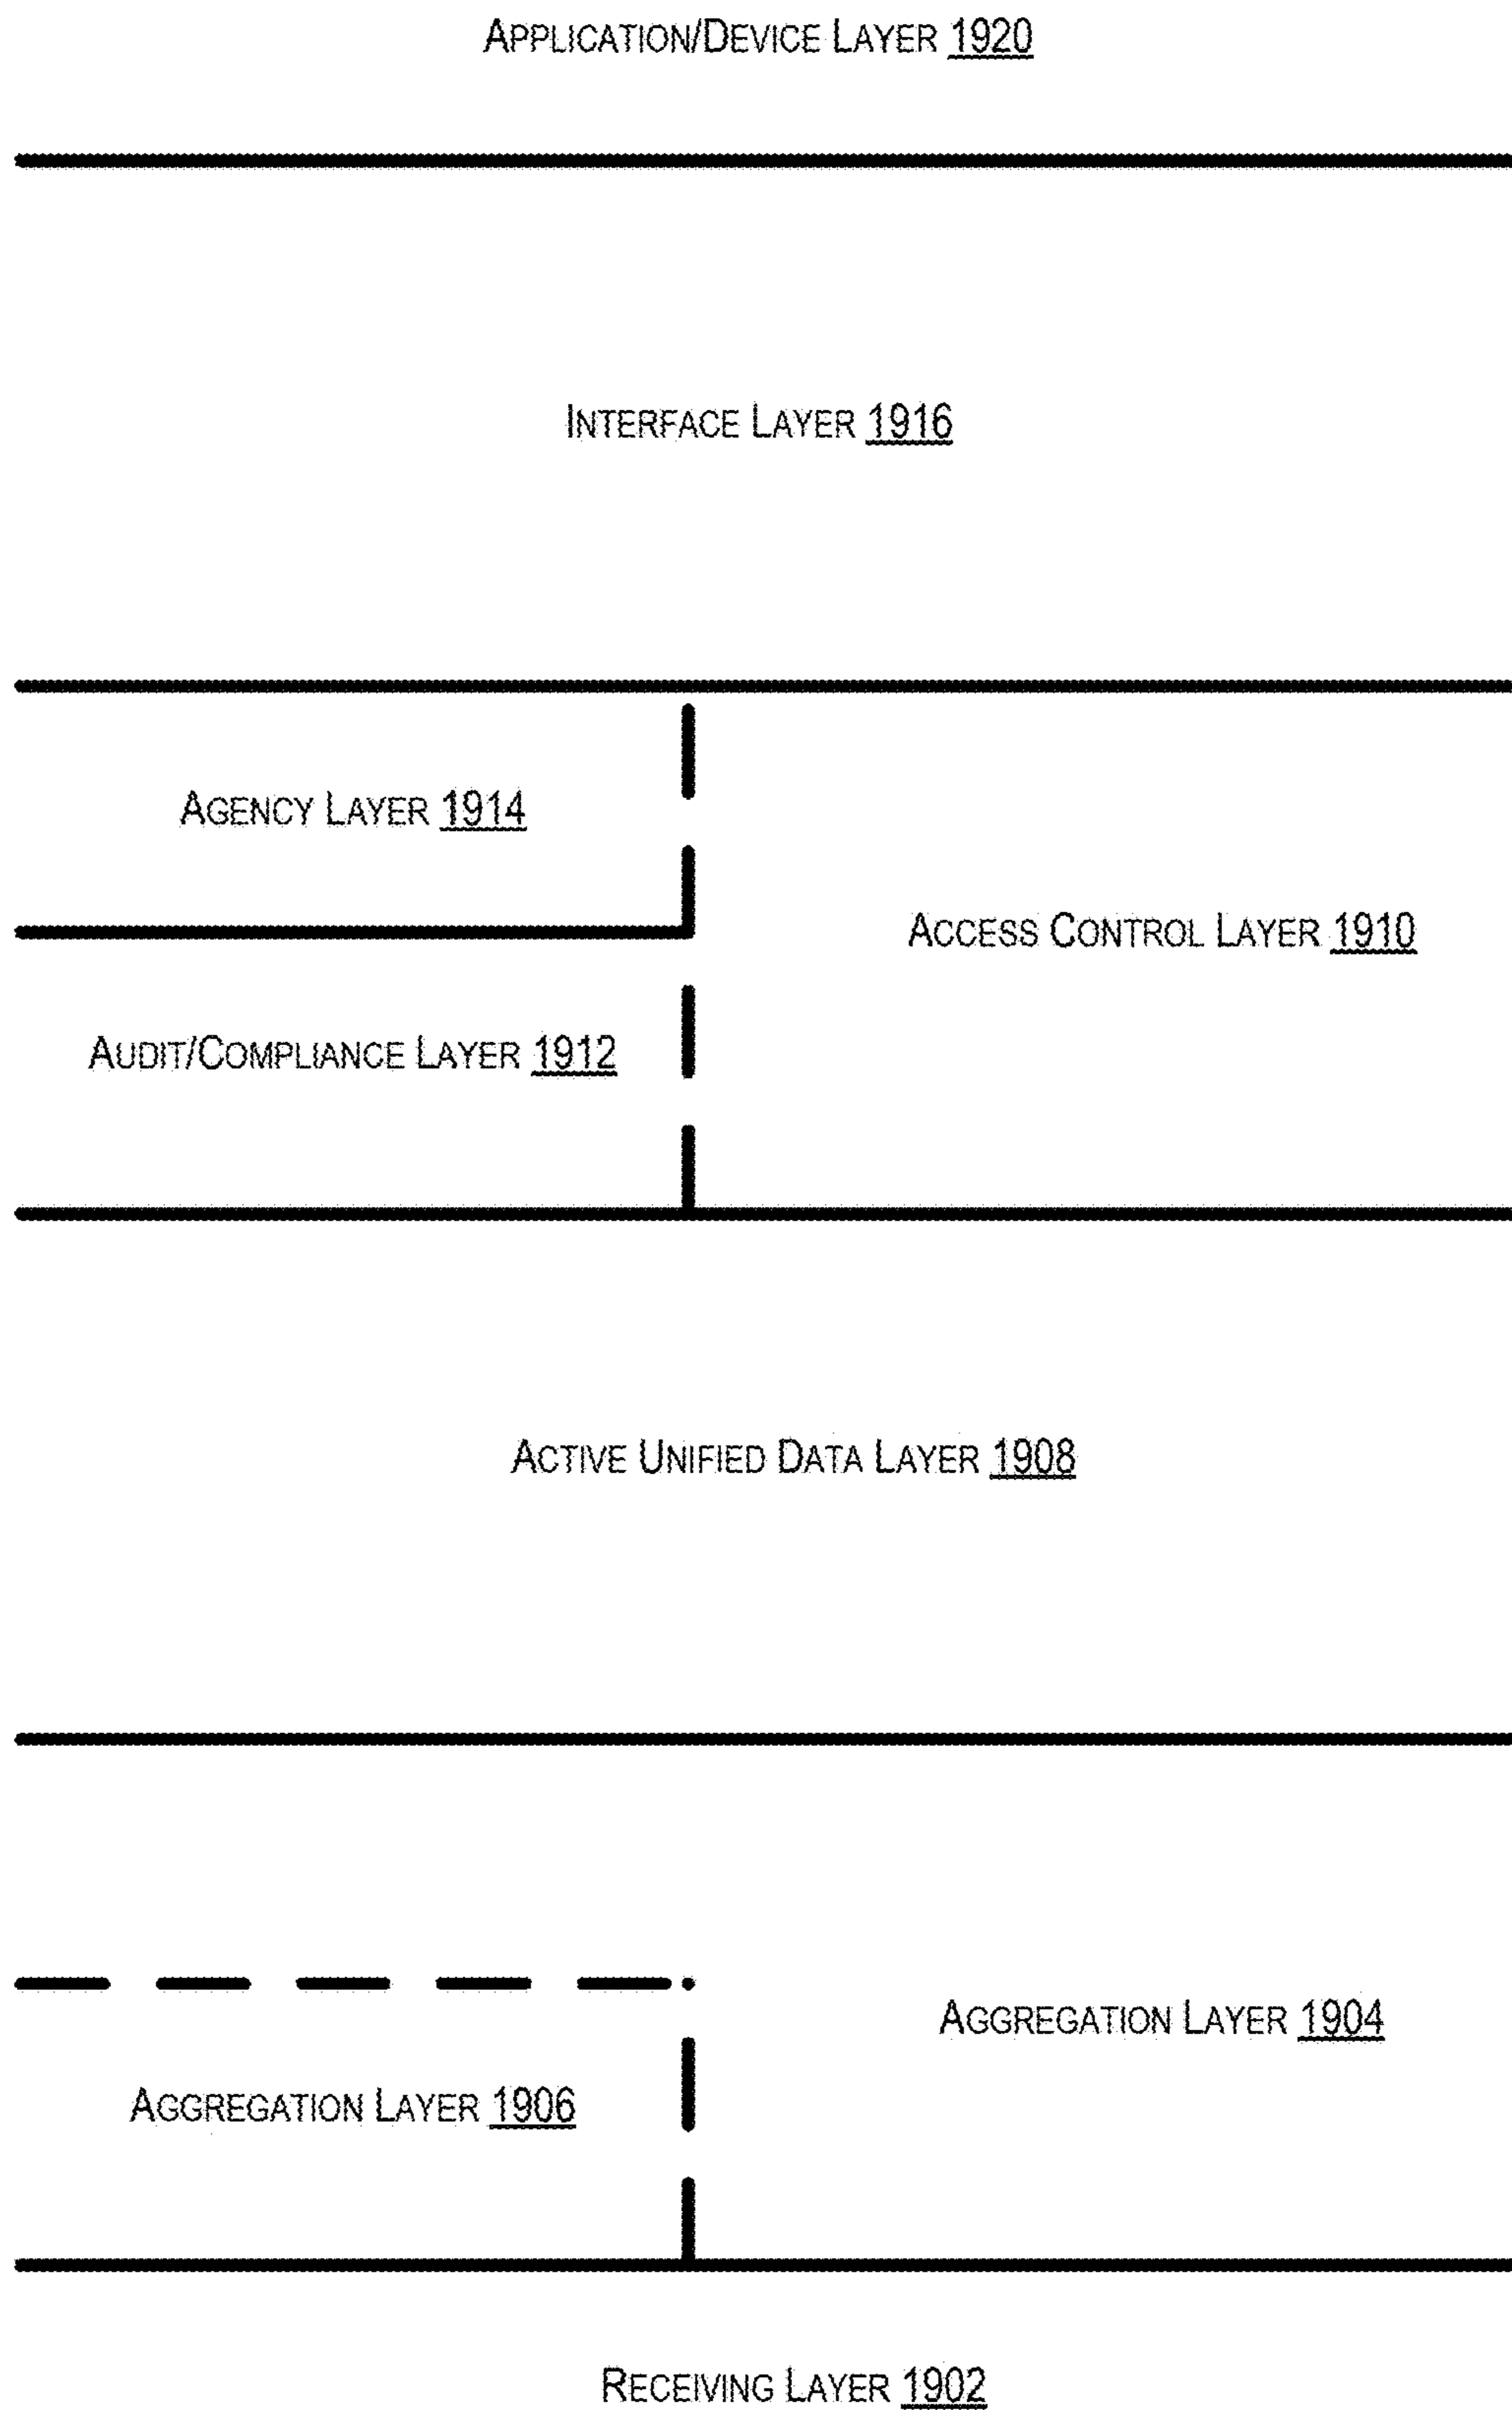 APPLICATION/DEVICE LAYER 1920
INTERFACE LAYER 1916
AGENCY LAYER 1914
ACCESS CONTROL LAYER 1910
AUDIT/COMPLIANCE LAYER 1912
ACTIVE UNIFIED DATA LAYER 1908
AGGREGATION LAYER 1904
AGGREGATION LAYER 1906
RECEIVING LAYER 1902